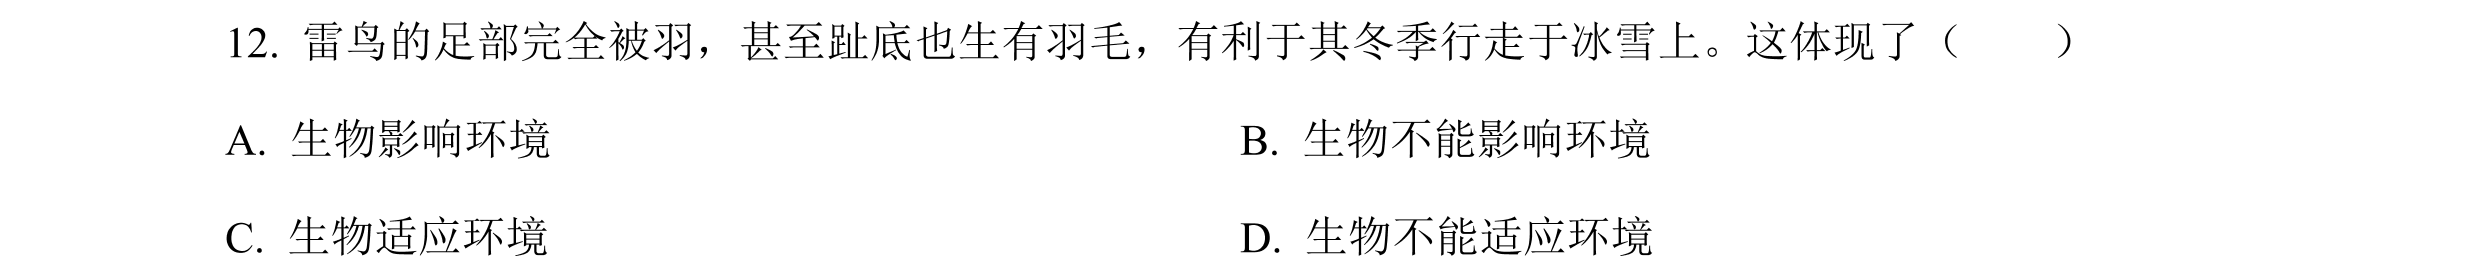 12. 雷鸟的足部完全被羽，甚至趾底也生有羽毛，有利于其冬季行走于冰雪上。这体现了（　　）
A. 生物影响环境　　B. 生物不能影响环境
C. 生物适应环境　　D. 生物不能适应环境